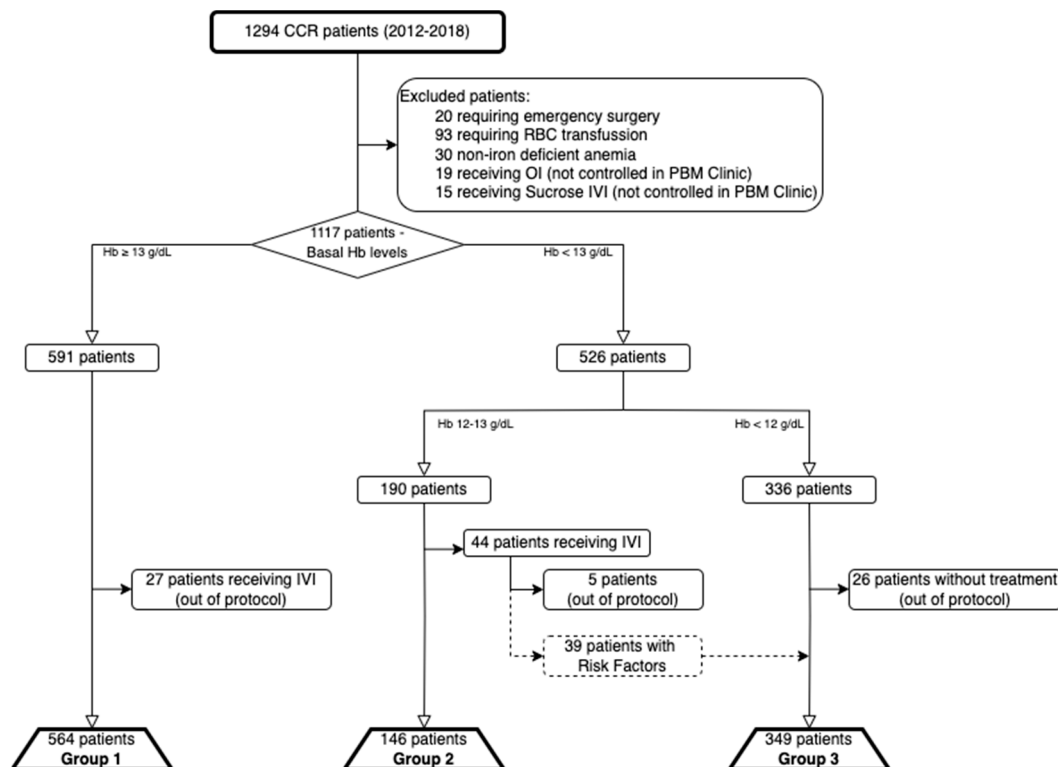 1294 CCR patients (2012-2018)
Excluded patients:
20 requiring emergency surgery
93 requiring RBC transfussion
30 non-iron deficient anemia
19 receiving OI (not controlled in PBM Clinic)
15 receiving Sucrose IVI (not controlled in PBM Clinic)
1117 patients -
Basal Hb levels
Hb ≥ 13 g/dL
Hb < 13 g/dL
591 patients
526 patients
Hb 12-13 g/dL
Hb < 12 g/dL
190 patients
336 patients
44 patients receiving IVI
27 patients receiving IVI
(out of protocol)
5 patients
(out of protocol)
26 patients without treatment
(out of protocol)
39 patients with
Risk Factors
564 patients
Group 1
146 patients
Group 2
349 patients
Group 3